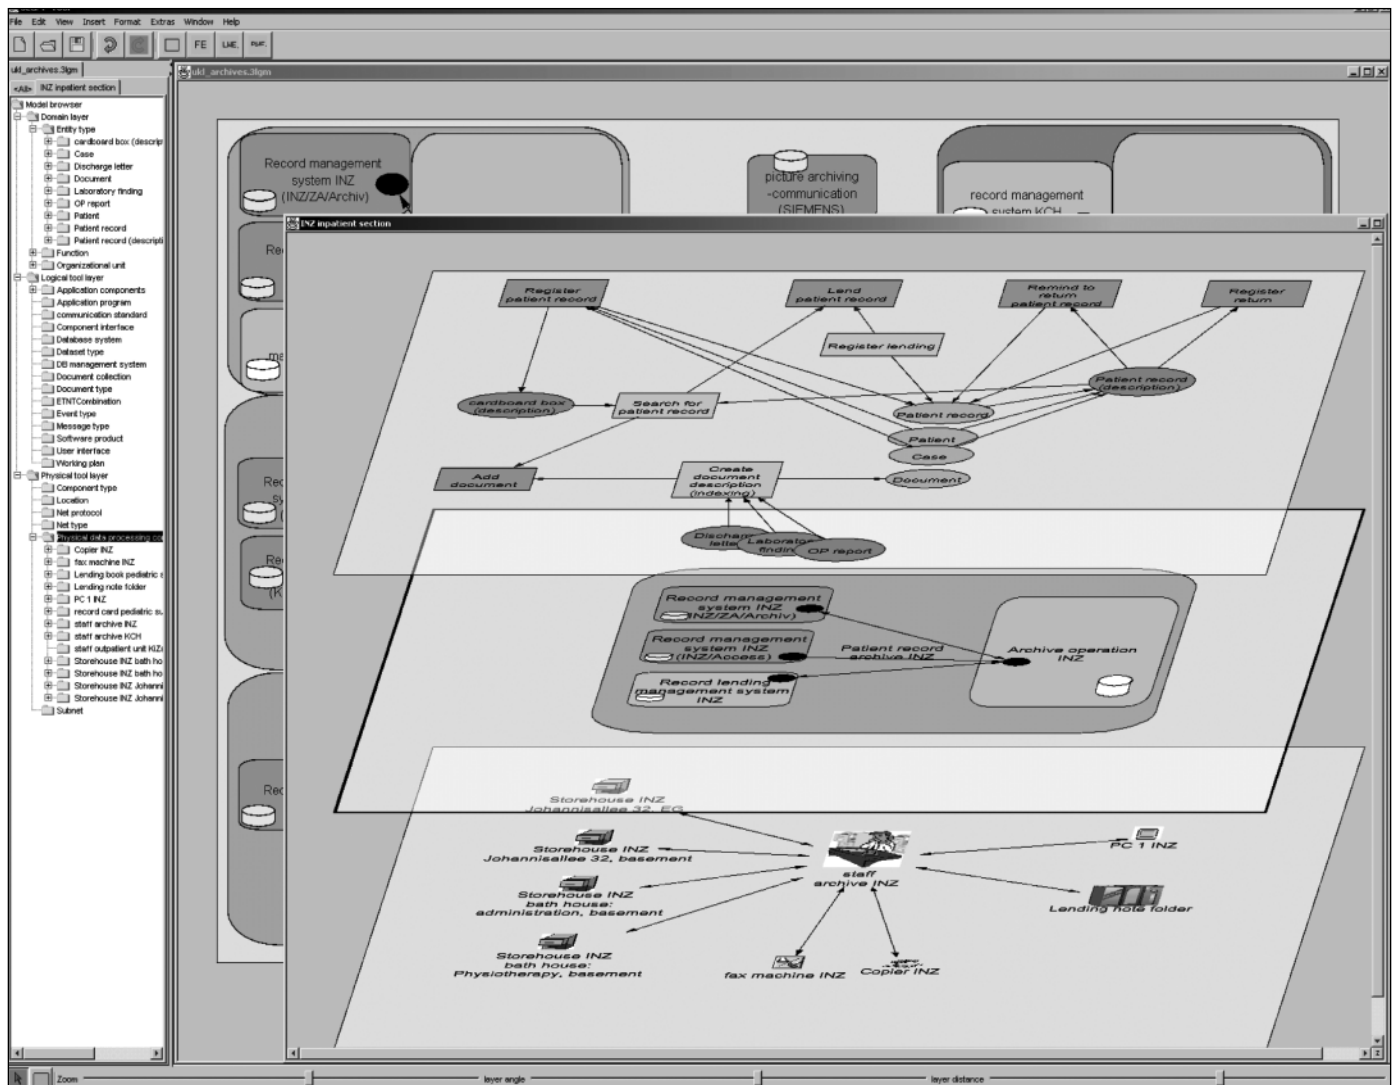 File Edit View Insert Format Extras Window Help
FE
ukl_archives.3lgm
<All> INZ inpatient section
Model browser
Domain layer
Entity type
cardboard box (descrip
Case
Discharge letter
Document
Laboratory finding
OP report
Patient
Patient record
Patient record (descripti
Function
Organizational unit
Logical tool layer
Application components
Application program
communication standard
Component interface
Database system
Dataset type
DB management system
Document collection
Document type
ETNTCombination
Event type
Message type
Software product
User interface
Working plan
Physical tool layer
Component type
Location
Net protocol
Net type
Physical data processing co
Copier INZ
fax machine INZ
Lending book pediatric s
Lending note folder
PC 1 INZ
record card pediatric su
staff archive INZ
staff archive KCH
staff outpatient unit KIZ
Storehouse INZ bath ho
Storehouse INZ bath ho
Storehouse INZ Johanni
Storehouse INZ Johanni
Subnet
ukl_archives.3lgm
Record management
system INZ
(INZ/ZA/Archiv)
picture archiving
-communication
(SIEMENS)
record management
system KCH
INZ inpatient section
Register
patient record
Lend
patient record
Remind to
return
patient record
Register
return
Register lending
Patient record
(description)
cardboard box
(description)
Search for
patient record
Patient record
Patient
Case
Document
Add
document
Create
document
description
(indexing)
Discharge
letter
Laboratory
finding
OP report
Record management
system INZ
(INZ/ZA/Archiv)
Record management
system INZ
(INZ/Access)
Record lending
management system
INZ
Patient record
archive INZ
Archive operation
INZ
Storehouse INZ
Johannisallee 32, EG
Storehouse INZ
Johannisallee 32, basement
Storehouse INZ
bath house:
administration, basement
Storehouse INZ
bath house:
Physiotherapy, basement
staff
archive INZ
PC 1 INZ
Lending note folder
fax machine INZ
Copier INZ
Zoom
layer angle
layer distance